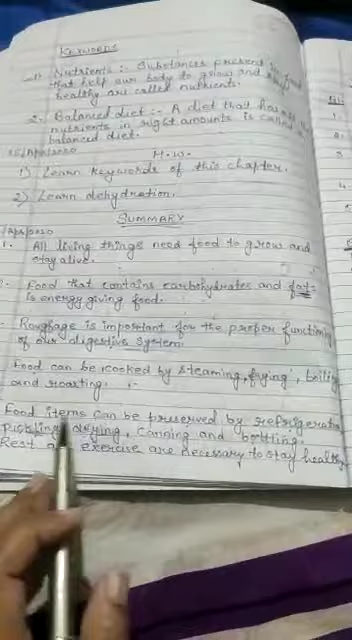 KEYWORDS
1) Nutrients :- Substances present in food
that help our body to grow and stay
healthy are called nutrients.
2. Balanced diet :- A diet that has all
nutrients in right amounts is called
balanced diet.
H.W.
1) Learn keywords of this chapter.
2) Learn dehydration.
SUMMARY
1. All living things need food to grow and
stay alive.
Food that contains carbohydrates and fats
is energy giving food.
Roughage is important for the proper
of our digestive system.
Food can be cooked by steaming, frying, boiling
and roasting.
Food items can be preserved by
pickling, drying, canning and bottling.
Rest and exercise are necessary to stay healthy
1.
2.
3
4.